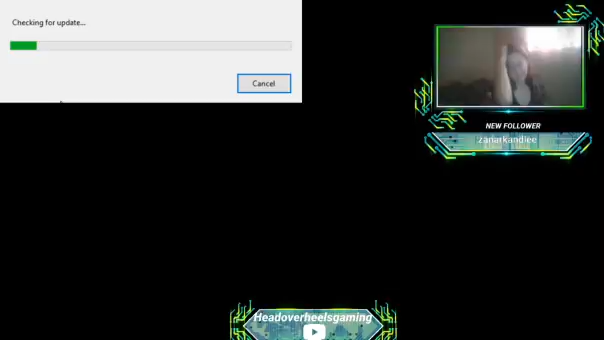 Checking for update...
Cancel
NEW FOLLOWER
zanarkandiee
Headoverheelsgaming